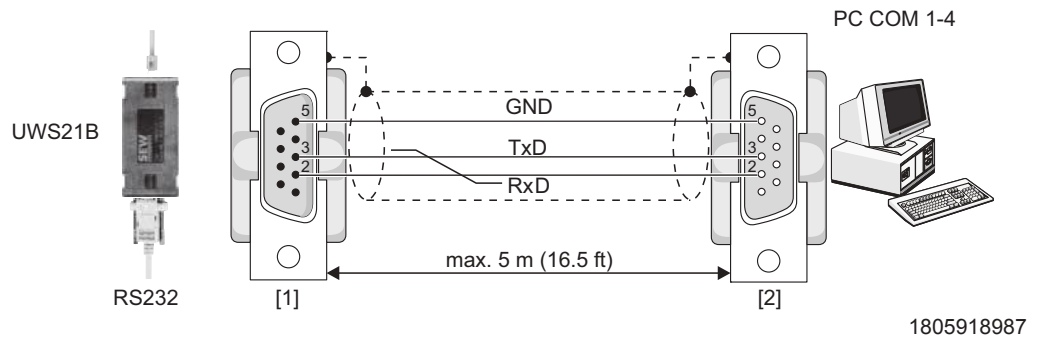 PC COM 1-4
UWS21B
SEW
RS232
5
3
2
GND
TxD
RxD
5
3
2
max. 5 m (16.5 ft)
[1]
[2]
1805918987